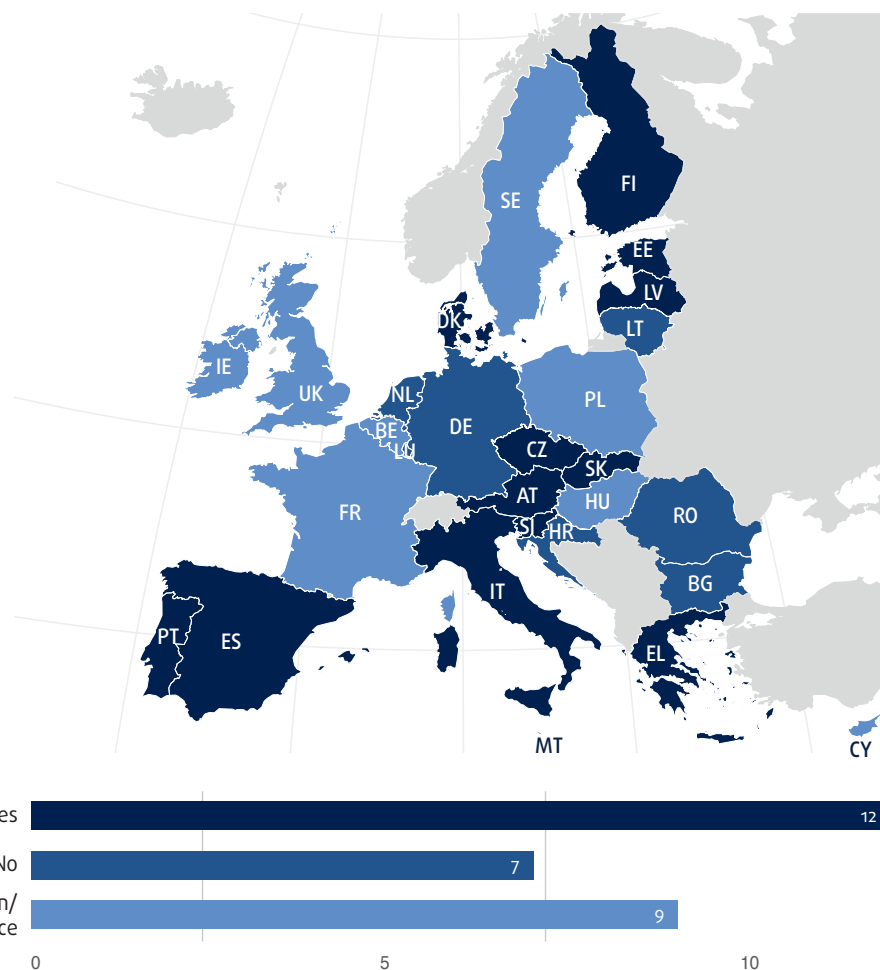 FI
SE
EE
LV
DK
LT
IE
NL
UK
PL
BE
DE
LU
CZ
SK
AT
HU
FR
RO
SI
HR
BG
IT
PT
ES
EL
MT
CY
es 12
No 7
n/
ce 9
0 5 10